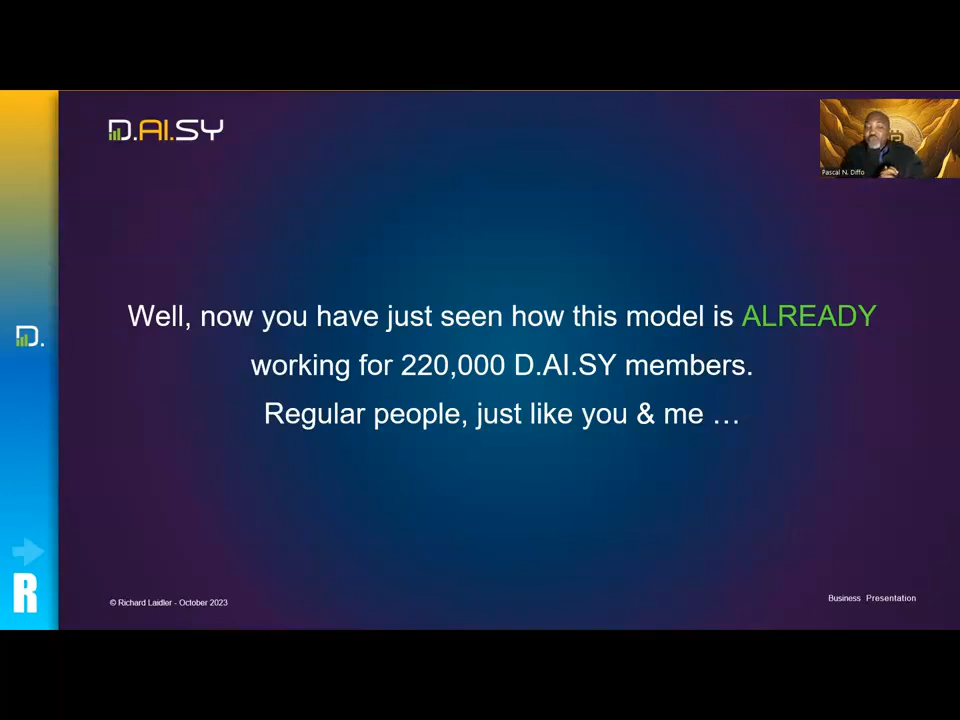 D.AI.SY
Pascal N. Diffo
Well, now you have just seen how this model is ALREADY
working for 220,000 D.AI.SY members.
Regular people, just like you & me …
D.
R
© Richard Laidler - October 2023
Business Presentation